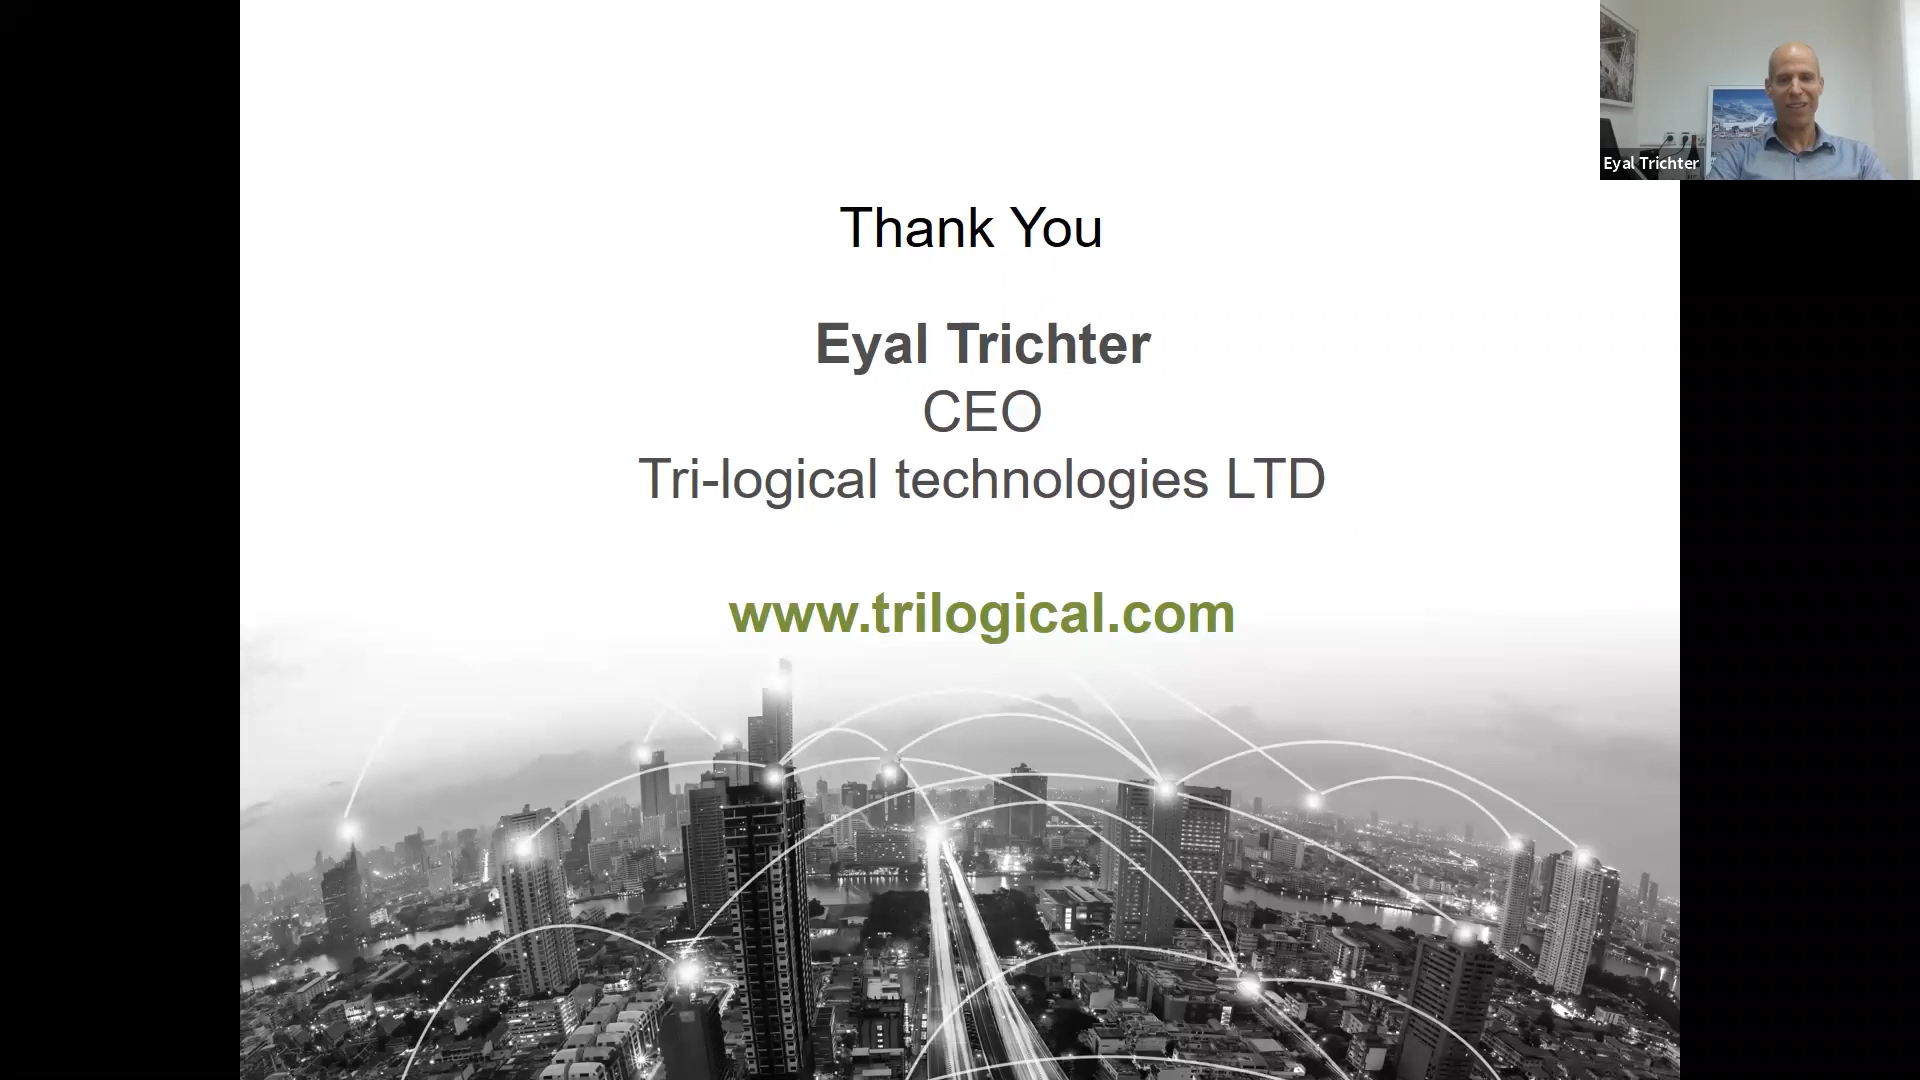 Eyal Trichter
Thank You
Eyal Trichter
CEO
Tri-logical technologies LTD
www.trilogical.com